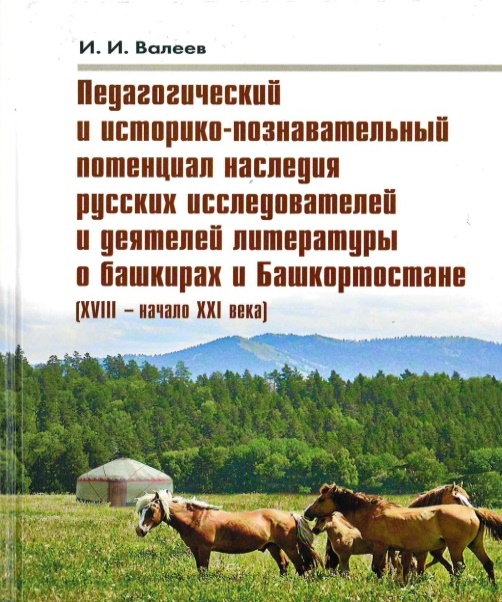 И. И. Валеев
Педагогический
и историко-познавательный
потенциал наследия
русских исследователей
и деятелей литературы
о башкирах и Башкортостане
(XVIII – начало XXI века)